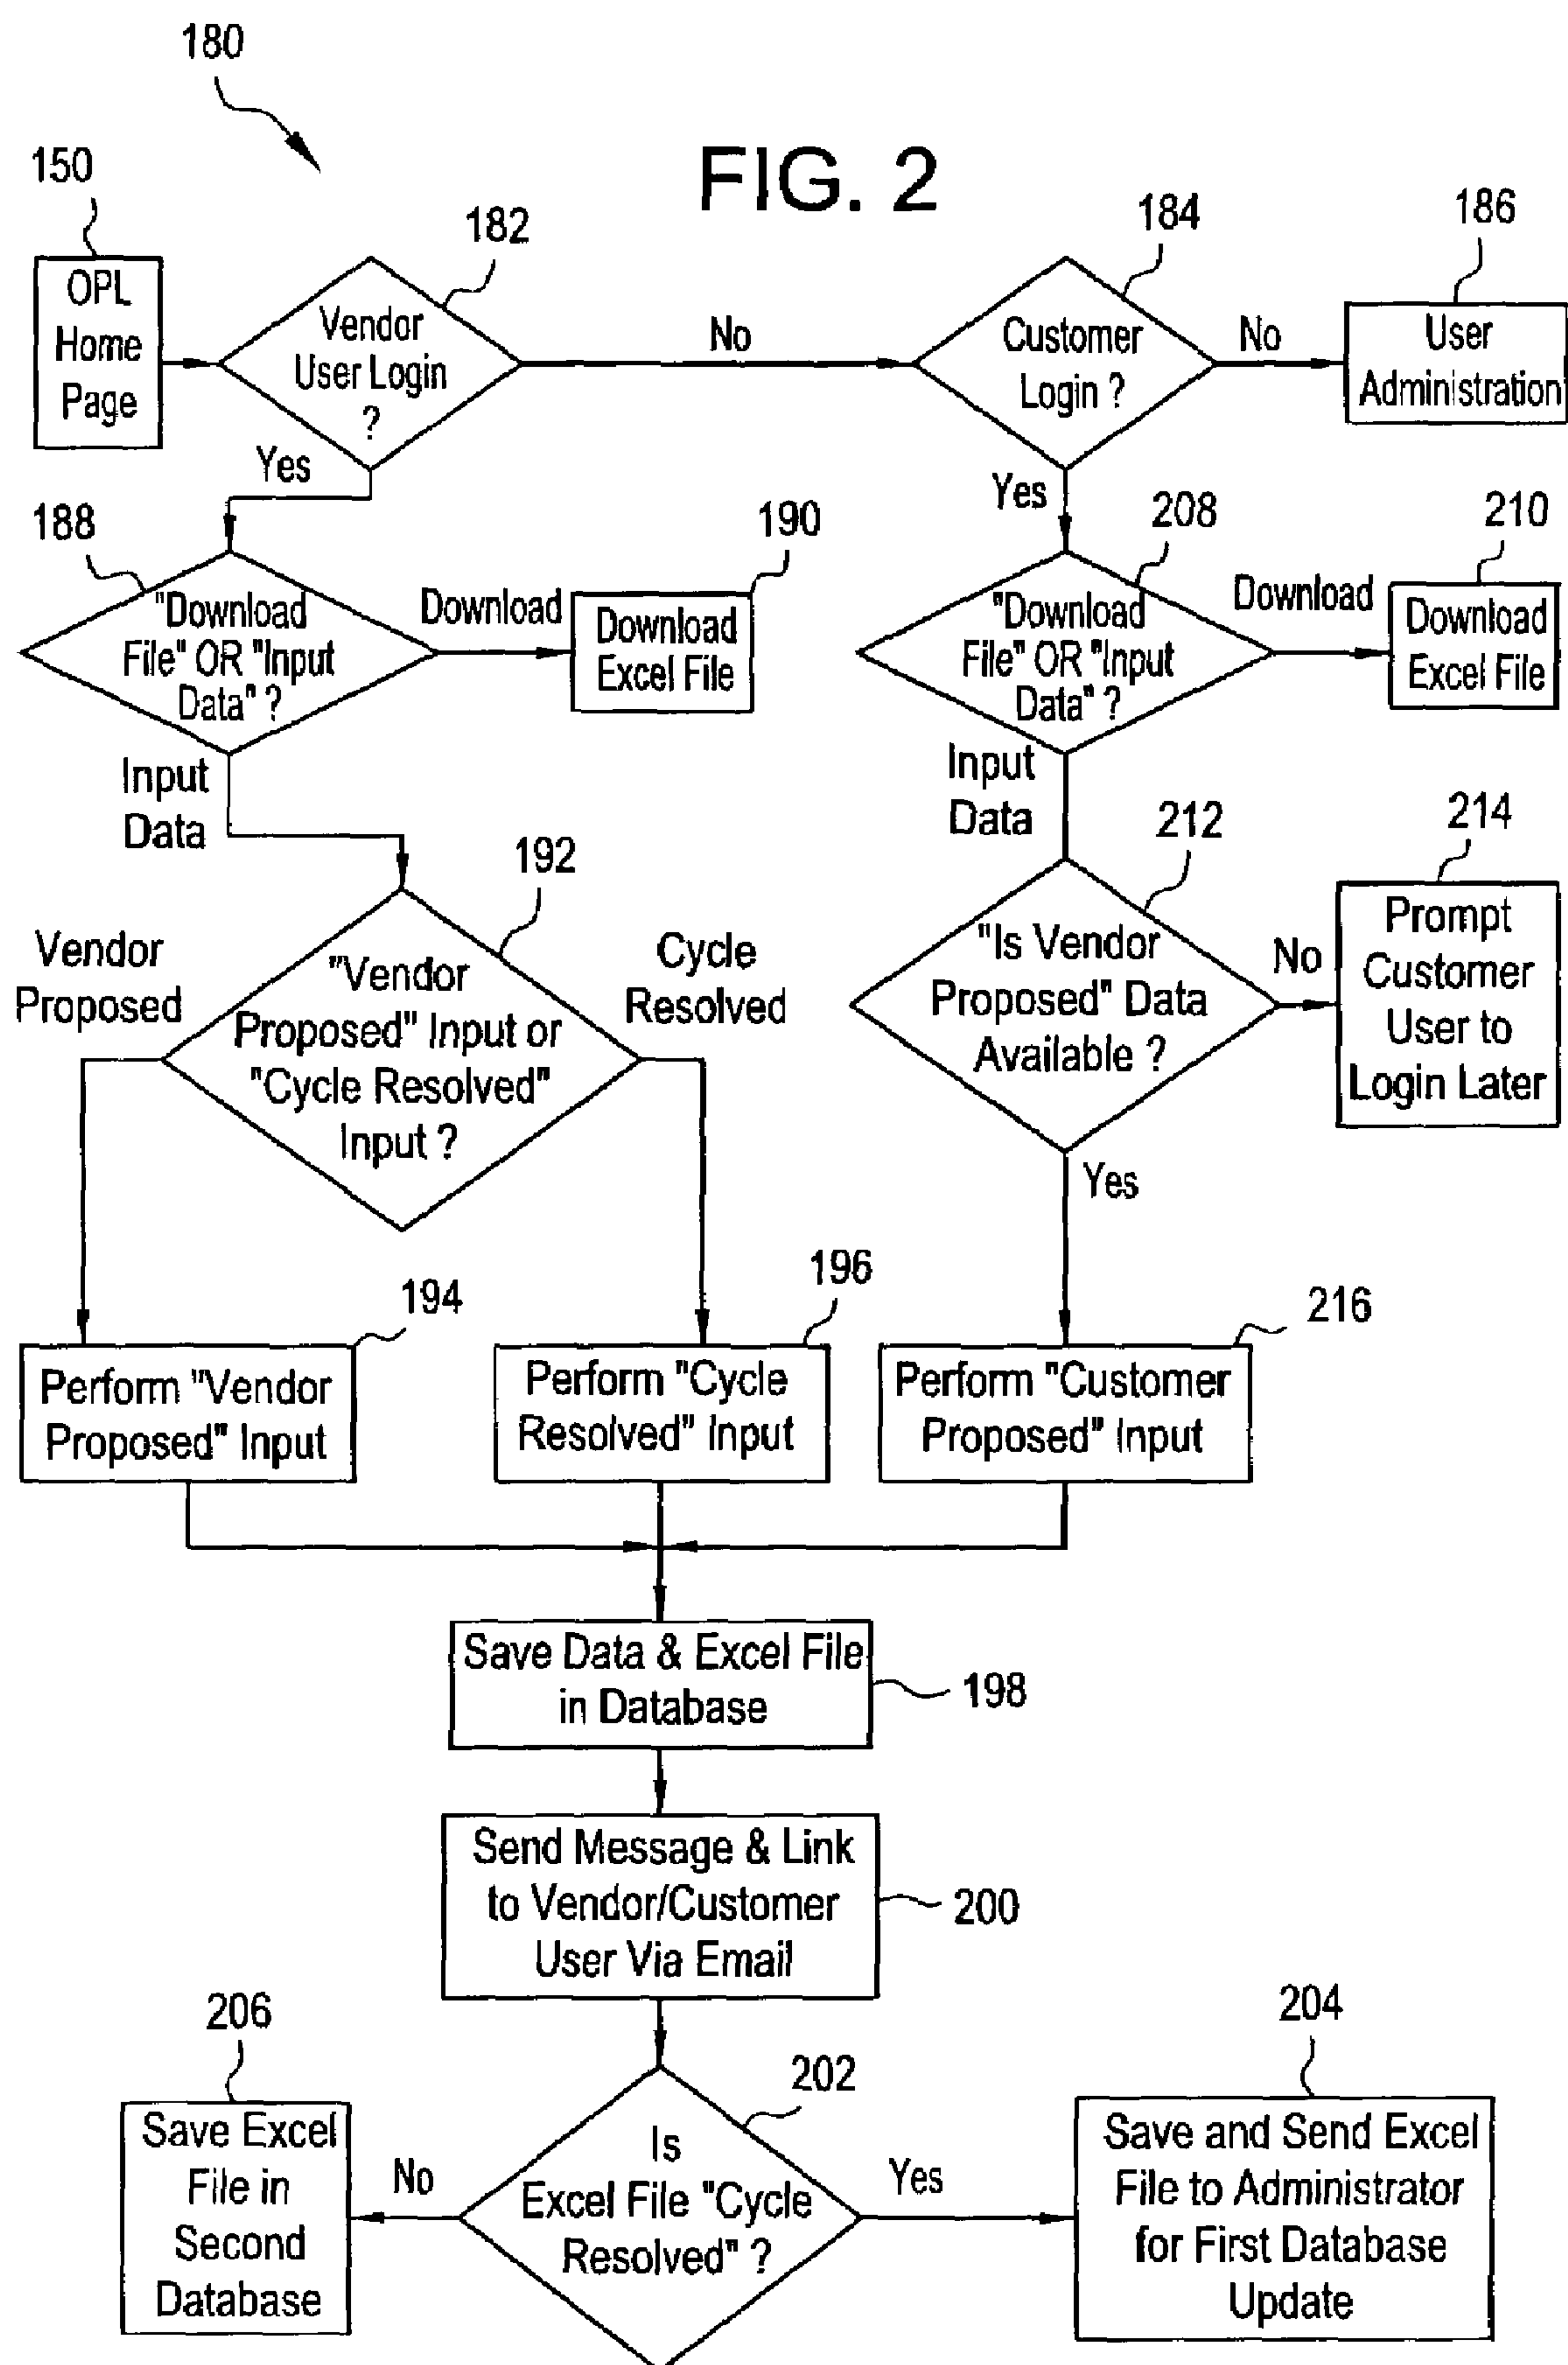 180
FIG. 2
150
182
184
186
OPL
Home
Page
Vendor
User Login
?
No
Customer
Login ?
No
User
Administration
Yes
Yes
188
190
208
210
"Download
File" OR "Input
Data" ?
Download
Download
Excel File
"Download
File" OR "Input
Data" ?
Download
Download
Excel File
Input
Data
Input
Data
192
212
214
Vendor
Proposed
"Vendor
Proposed" Input or
"Cycle Resolved"
Input ?
Cycle
Resolved
"Is Vendor
Proposed" Data
Available ?
No
Prompt
Customer
User to
Login Later
Yes
194
196
216
Perform "Vendor
Proposed" Input
Perform "Cycle
Resolved" Input
Perform "Customer
Proposed" Input
Save Data & Excel File
in Database
198
Send Message & Link
to Vendor/Customer
User Via Email
200
206
202
204
Save Excel
File in
Second
Database
No
Is
Excel File "Cycle
Resolved" ?
Yes
Save and Send Excel
File to Administrator
for First Database
Update